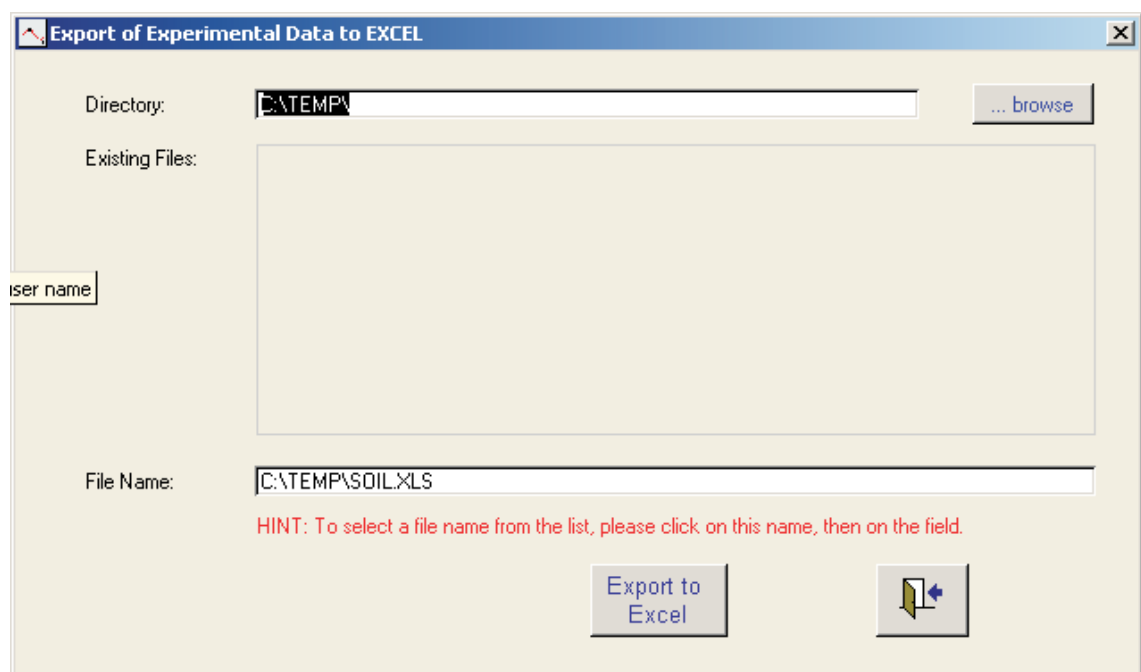 Export of Experimental Data to EXCEL
Directory:
C:\TEMP\
... browse
Existing Files:
user name
File Name:
C:\TEMP\SOIL.XLS
HINT: To select a file name from the list, please click on this name, then on the field.
Export to
Excel